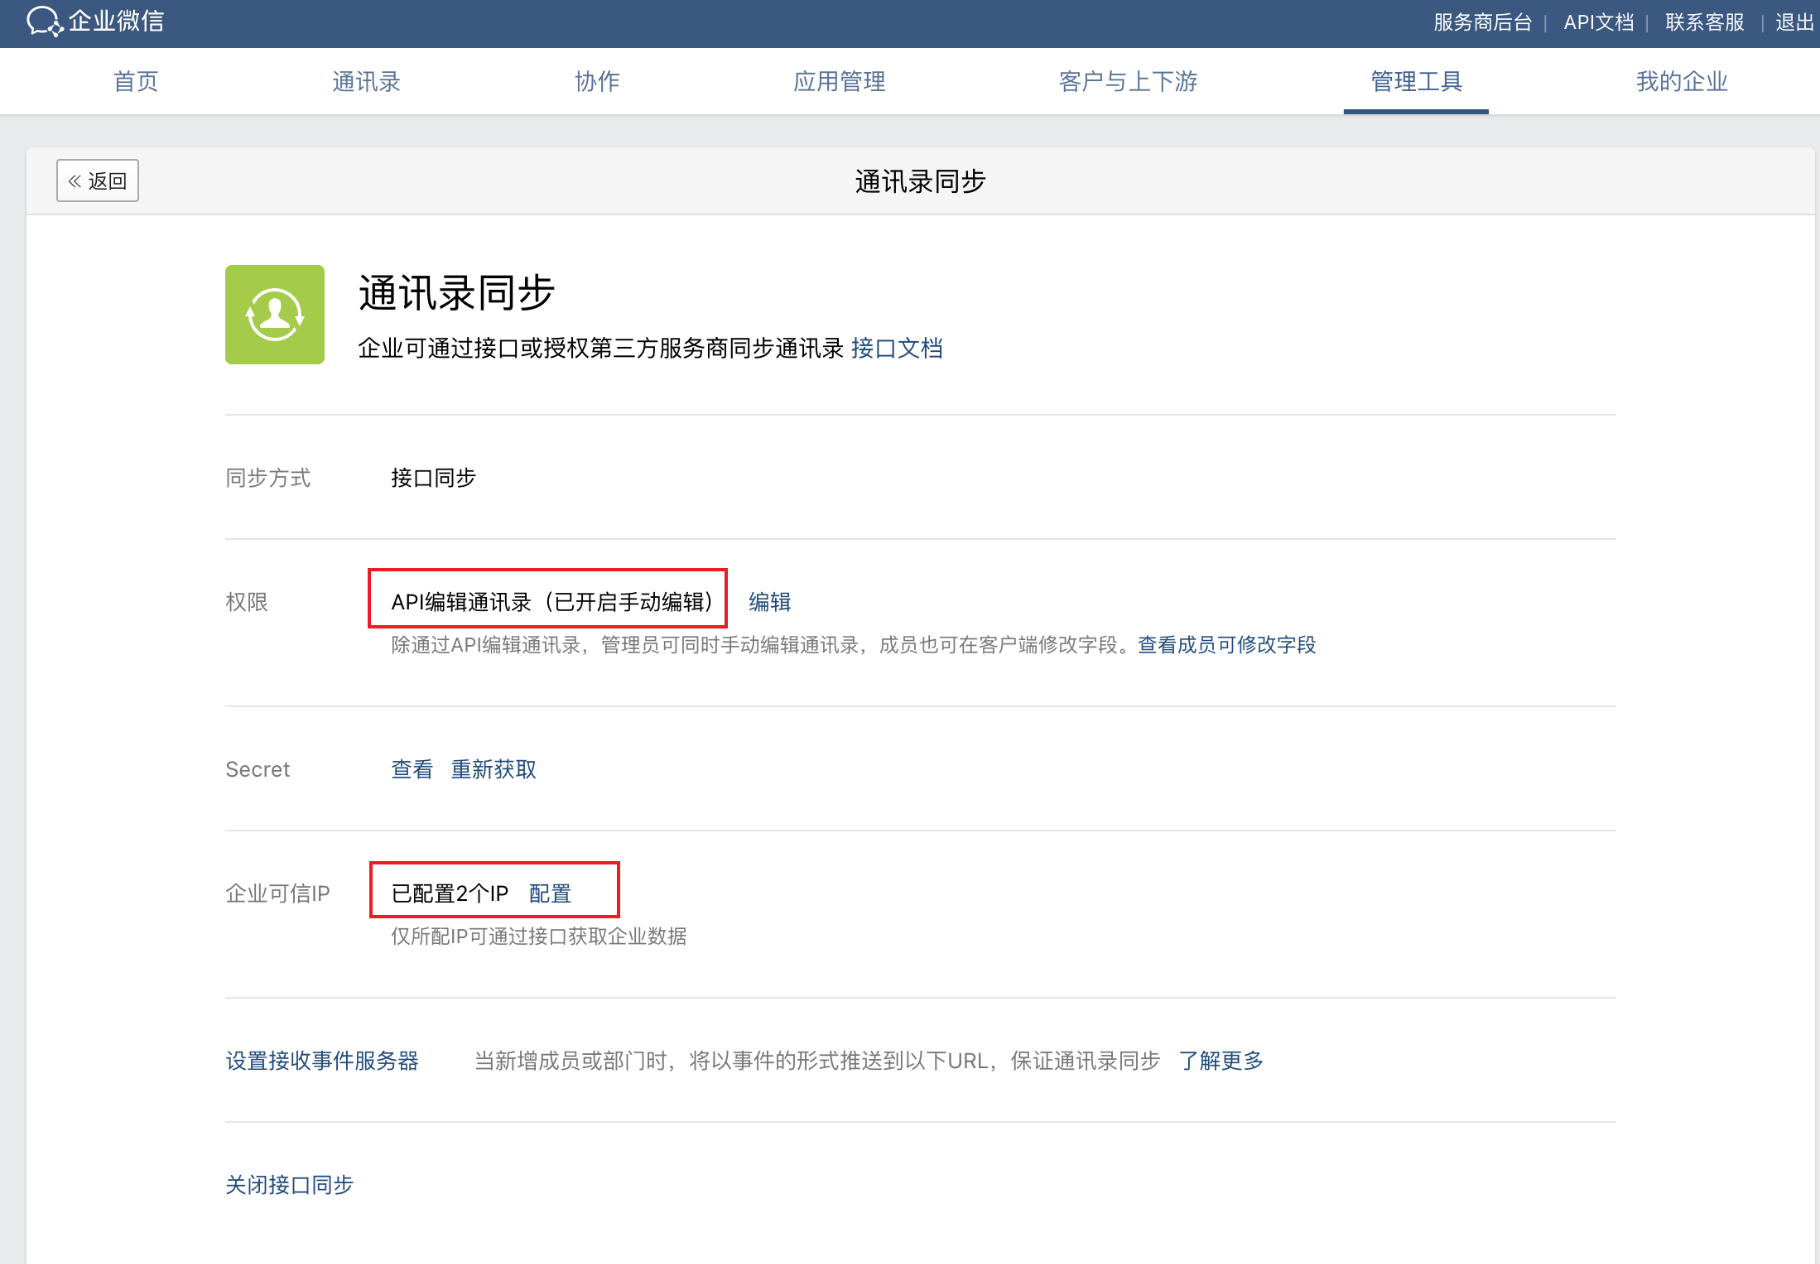 企业微信
服务商后台 | API文档 | 联系客服 | 退出
首页 通讯录 协作 应用管理 客户与上下游 管理工具 我的企业
« 返回
通讯录同步
通讯录同步
企业可通过接口或授权第三方服务商同步通讯录 接口文档
同步方式 接口同步
权限 API编辑通讯录（已开启手动编辑） 编辑
除通过API编辑通讯录，管理员可同时手动编辑通讯录，成员也可在客户端修改字段。查看成员可修改字段
Secret 查看 重新获取
企业可信IP 已配置2个IP 配置
仅所配IP可通过接口获取企业数据
设置接收事件服务器 当新增成员或部门时，将以事件的形式推送到以下URL，保证通讯录同步 了解更多
关闭接口同步